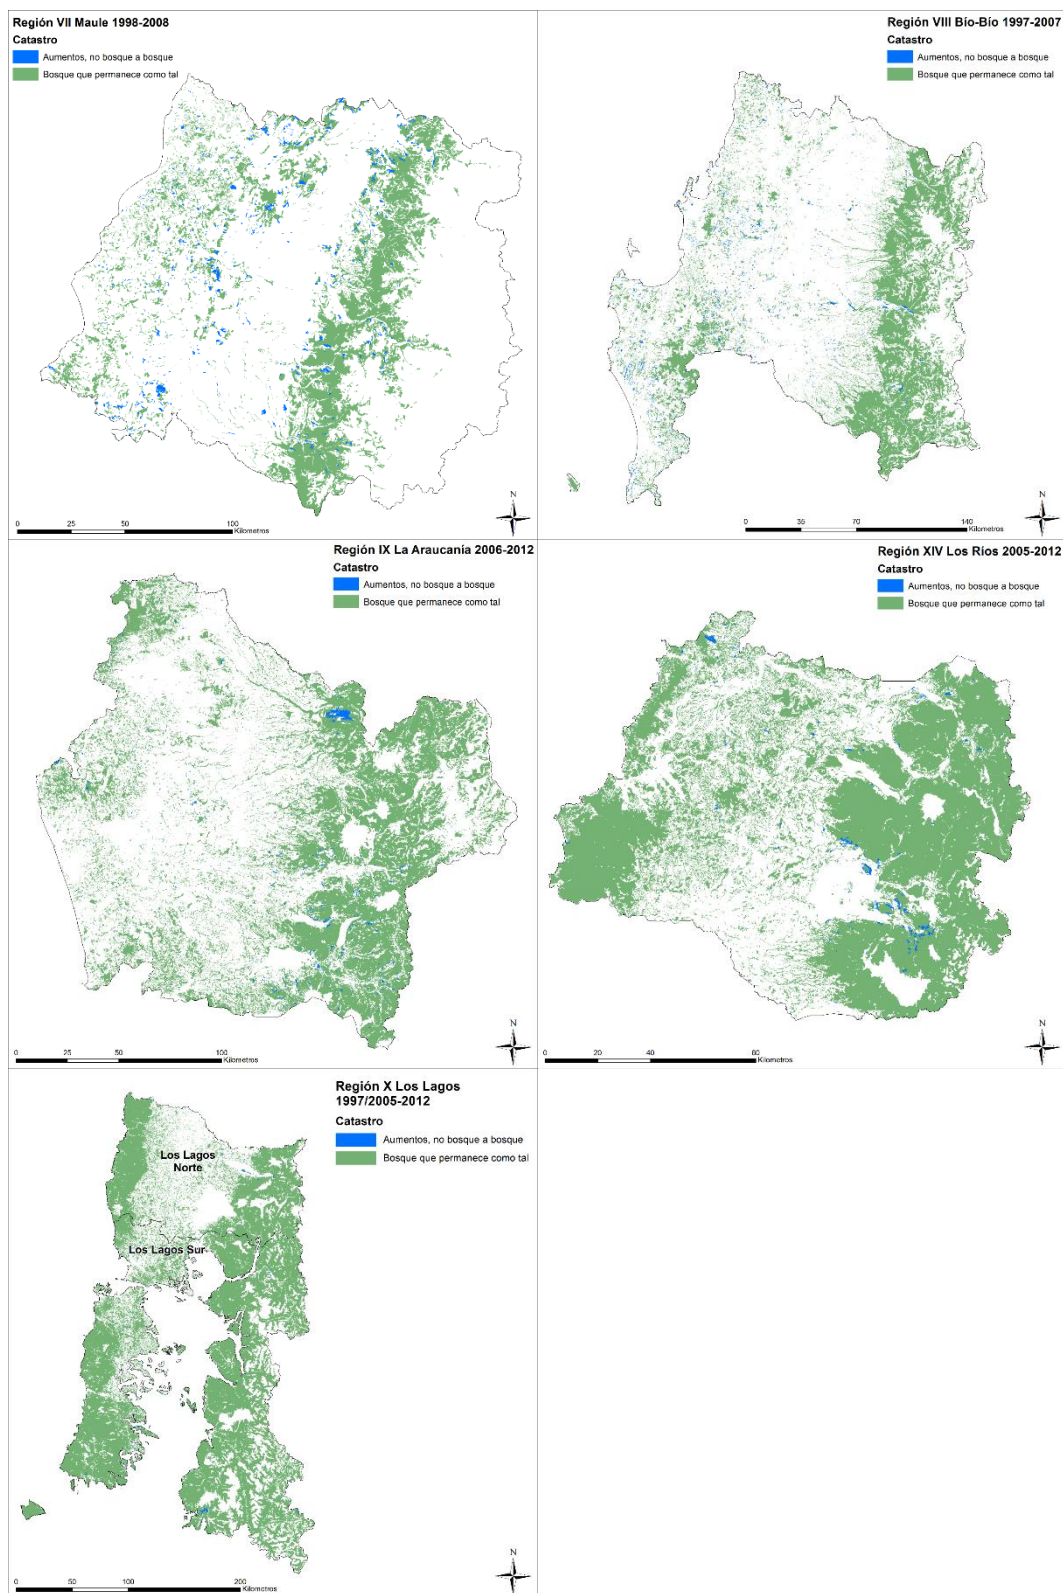 Región VII Maule 1998-2008
Catastro
Aumentos, no bosque a bosque
Bosque que permanece como tal
N
0 25 50 100
Kilometros
Región VIII Bío-Bío 1997-2007
Catastro
Aumentos, no bosque a bosque
Bosque que permanece como tal
N
0 35 70 140
Kilometros
Región IX La Araucanía 2006-2012
Catastro
Aumentos, no bosque a bosque
Bosque que permanece como tal
N
0 25 50 100
Kilometros
Región XIV Los Ríos 2005-2012
Catastro
Aumentos, no bosque a bosque
Bosque que permanece como tal
N
0 20 40 80
Kilometros
Región X Los Lagos
1997/2005-2012
Catastro
Aumentos, no bosque a bosque
Bosque que permanece como tal
Los Lagos
Norte
Los Lagos Sur
N
0 50 100 200
Kilometros